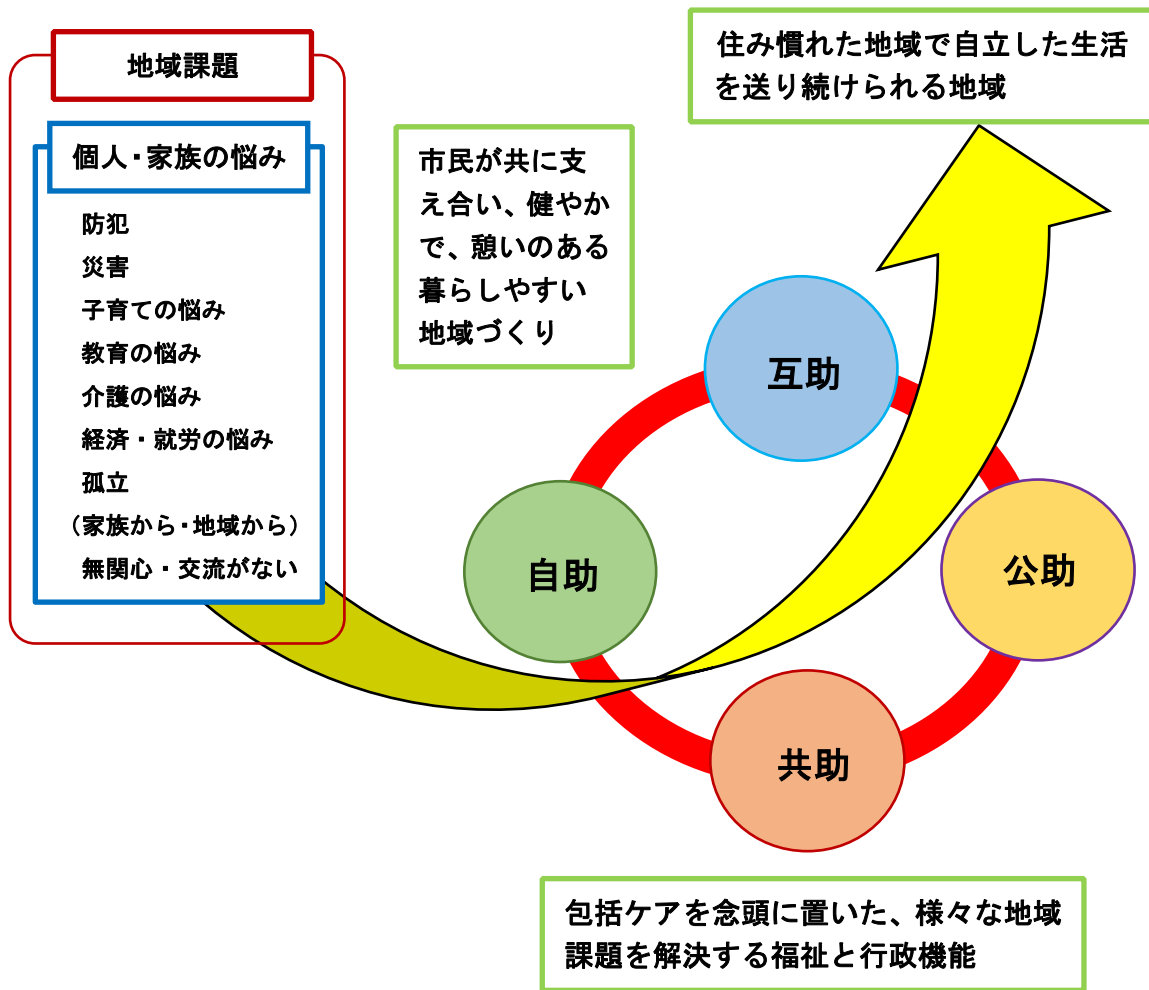 地域課題
個人・家族の悩み
防犯
災害
子育ての悩み
教育の悩み
介護の悩み
経済・就労の悩み
孤立
（家族から・地域から）
無関心・交流がない
市民が共に支
え合い、健やか
で、憩いのある
暮らしやすい
地域づくり
住み慣れた地域で自立した生活
を送り続けられる地域
互助
自助
公助
共助
包括ケアを念頭に置いた、様々な地域
課題を解決する福祉と行政機能